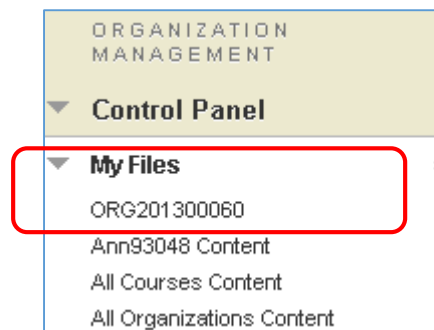 ORGANIZATION
MANAGEMENT
Control Panel
My Files
ORG201300060
Ann93048 Content
All Courses Content
All Organizations Content